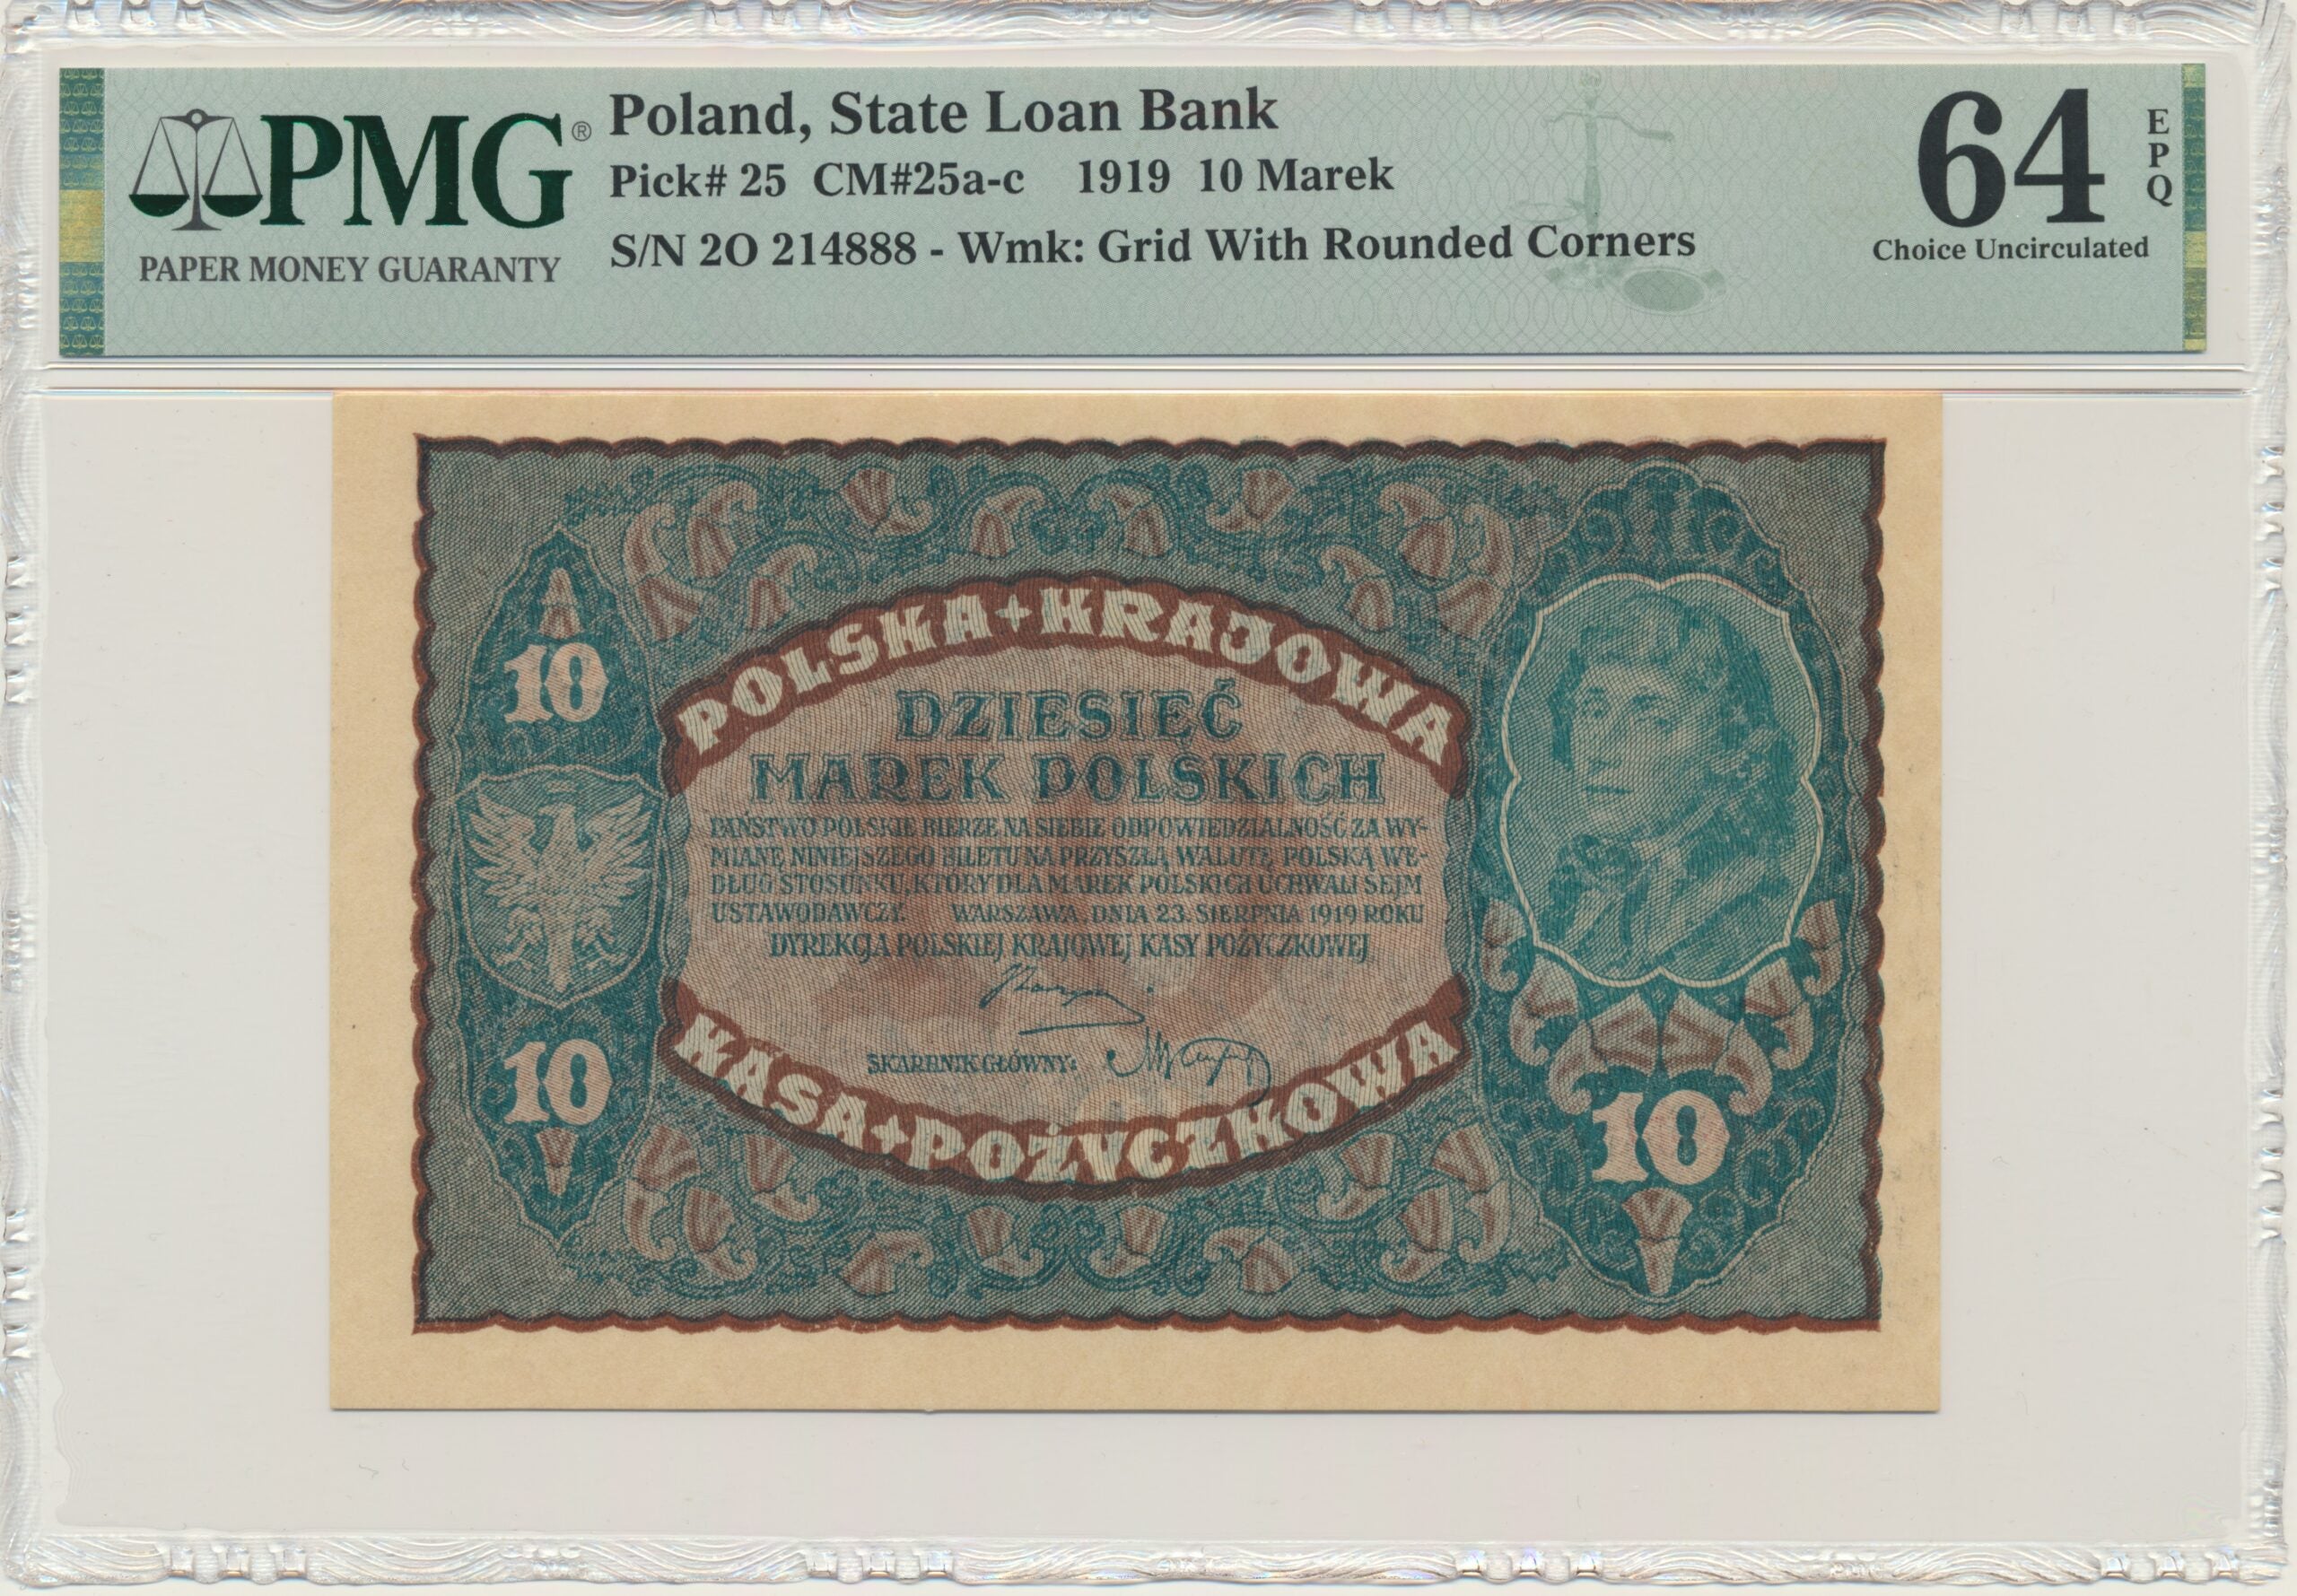 PMG®
PAPER MONEY GUARANTY
Poland, State Loan Bank
Pick# 25 CM#25a-c 1919 10 Marek
S/N 2O 214888 - Wmk: Grid With Rounded Corners
64
EPQ
Choice Uncirculated
POLSKA + KRAJOWA
10
DZIESIĘĆ
MAREK POLSKICH
PAŃSTWO POLSKIE BIERZE NA SIEBIE ODPOWIEDZIALNOŚĆ ZA WY-
MIANĘ NINIEJSZEGO BILETU NA PRZYSZŁĄ WALUTĘ POLSKĄ WE-
DŁUG STOSUNKU, KTÓRY DLA MAREK POLSKICH UCHWALI SEJM
USTAWODAWCZY. WARSZAWA, DNIA 23. SIERPNIA 1919 ROKU
DYREKCJA POLSKIEJ KRAJOWEJ KASY POŻYCZKOWEJ
SKARBNIK GŁÓWNY:
10
KASA + POŻYCZKOWA
10